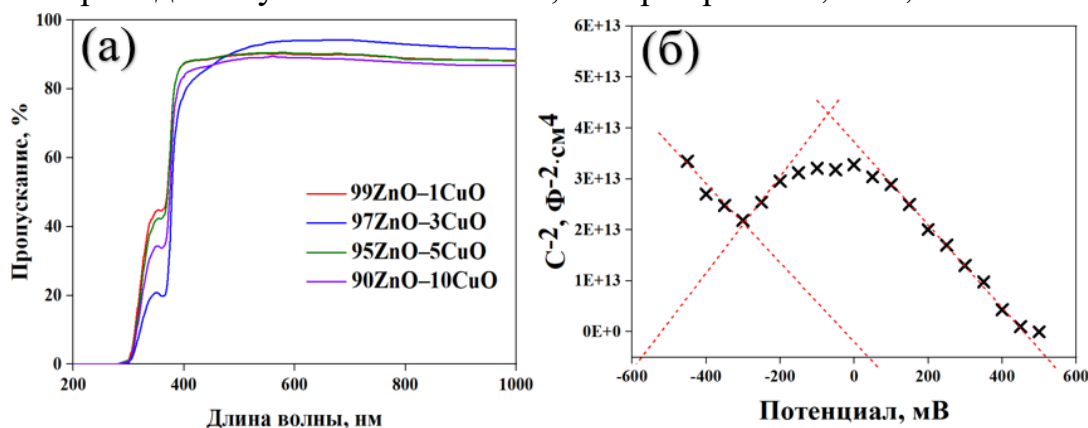 (а)
100
80
60
40
20
0
Пропускание, %
99ZnO–1CuO
97ZnO–3CuO
95ZnO–5CuO
90ZnO–10CuO
200
400
600
800
1000
Длина волны, нм
(б)
6E+13
5E+13
4E+13
3E+13
2E+13
1E+13
0E+0
C⁻², Ф⁻²·см⁴
-600
-400
-200
0
200
400
600
Потенциал, мВ